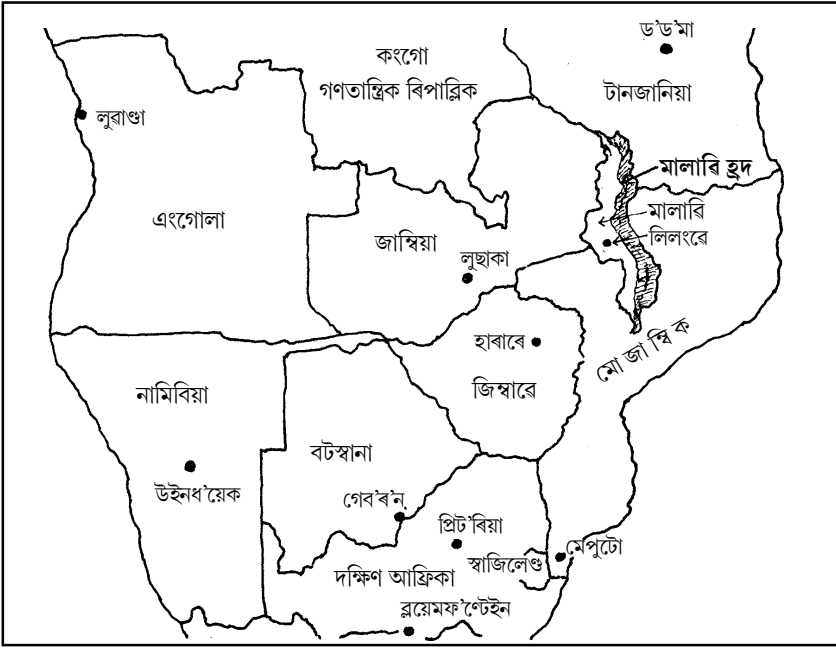 ড'ড'মা
কংগো
গণতান্ত্ৰিক ৰিপাব্লিক
টানজানিয়া
লুৱাণ্ডা
মালাৱি হ্ৰদ
মালাৱি
লিলংৱে
এংগোলা
জাম্বিয়া
লুছাকা
মোজাম্বিক
হাৰাৰে
জিম্বাৱে
নামিবিয়া
বটস্বানা
উইনধ'য়েক
গেব'ৰ'ন্
প্ৰিট'ৰিয়া
মেপুটো
স্বাজিলেণ্ড
দক্ষিণ আফ্ৰিকা
ব্লয়েমফ'ণ্টেইন